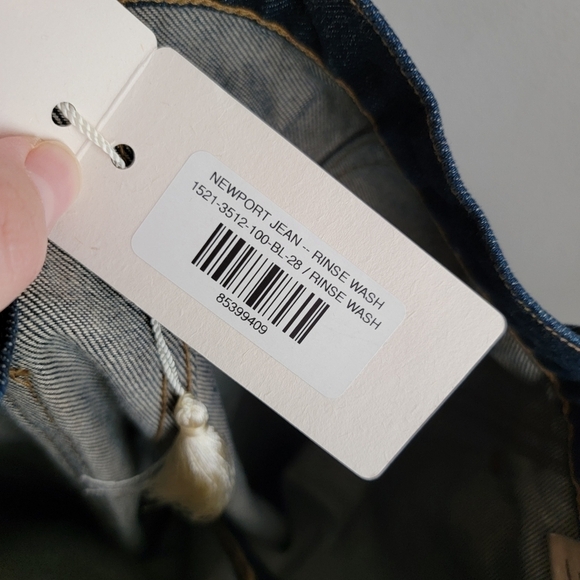 NEWPORT JEAN -- RINSE WASH
1521-3512-100-BL-28 / RINSE WASH
85399409